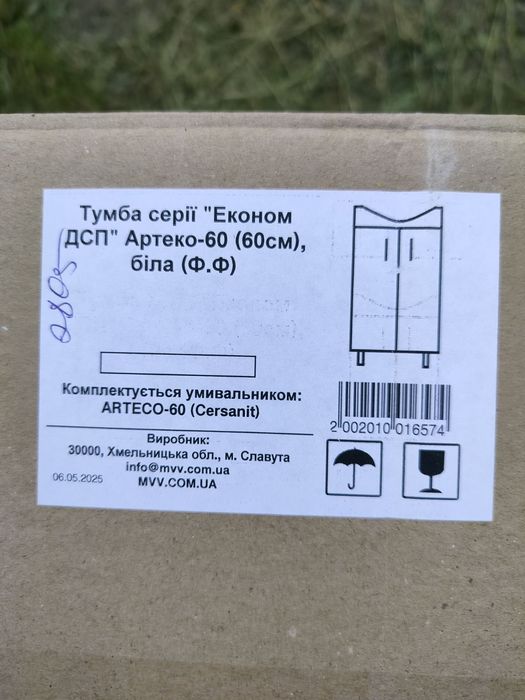 Тумба серії "Економ
ДСП" Артеко-60 (60см),
біла (Ф.Ф)
Комплектується умивальником:
ARTECO-60 (Cersanit)
2 002010 016574
Виробник:
30000, Хмельницька обл., м. Славута
info@mvv.com.ua
06.05.2025
MVV.COM.UA